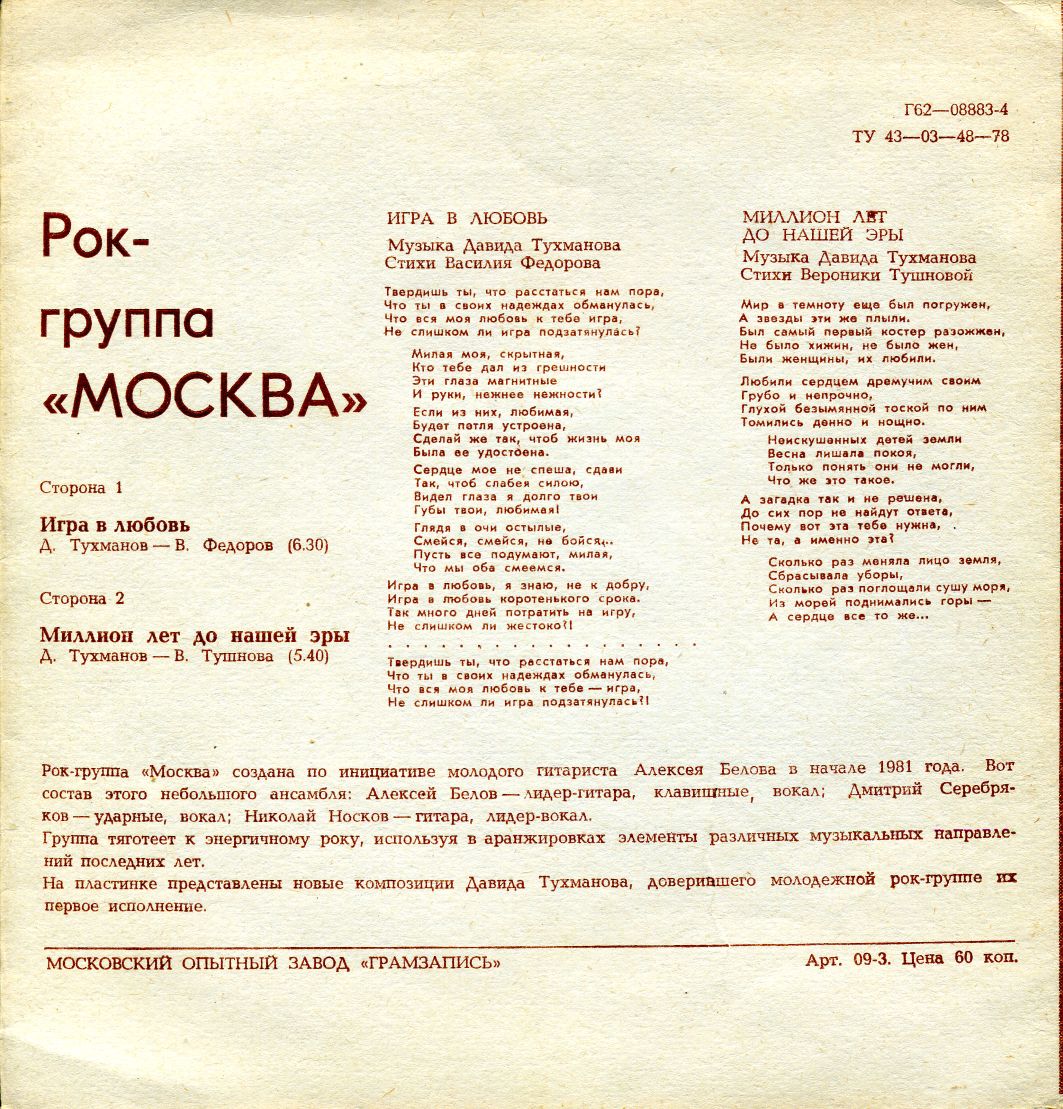 Г62—08883-4
ТУ 43—03—48—78
Рок-
группа
«МОСКВА»
Сторона 1
Игра в любовь
Д. Тухманов — В. Федоров (6.30)
Сторона 2
Миллион лет до нашей эры
Д. Тухманов — В. Тушнова (5.40)
ИГРА В ЛЮБОВЬ
Музыка Давида Тухманова
Стихи Василия Федорова
Твердишь ты, что расстаться нам пора,
Что ты в своих надеждах обманулась,
Что вся моя любовь к тебе игра,
Не слишком ли игра подзатянулась?
Милая моя, скрытная,
Кто тебе дал из грешности
Эти глаза магнитные
И руки, нежнее нежности?
Если из них, любимая,
Будет петля устроена,
Сделай же так, чтоб жизнь моя
Была ее удостоена.
Сердце мое не спеша, сдави
Так, чтоб слабея силою,
Видел глаза я долго твои
Губы твои, любимая!
Глядя в очи остылые,
Смейся, смейся, не бойся,..
Пусть все подумают, милая,
Что мы оба смеемся.
Игра в любовь, я знаю, не к добру,
Игра в любовь коротенького срока.
Так много дней потратить на игру,
Не слишком ли жестоко?!
. . . . . . . . . . . . . . . . . .
Твердишь ты, что расстаться нам пора,
Что ты в своих надеждах обманулась,
Что вся моя любовь к тебе — игра,
Не слишком ли игра подзатянулась?!
МИЛЛИОН ЛЕТ
ДО НАШЕЙ ЭРЫ
Музыка Давида Тухманова
Стихи Вероники Тушновой
Мир в темноту еще был погружен,
А звезды эти же плыли.
Был самый первый костер разожжен,
Не было хижин, не было жен,
Были женщины, их любили.
Любили сердцем дремучим своим
Грубо и непрочно,
Глухой безымянной тоской по ним
Томились денно и нощно.
Неискушенных детей земли
Весна лишала покоя,
Только понять они не могли,
Что же это такое.
А загадка так и не решена,
До сих пор не найдут ответа,
Почему вот эта тебе нужна,
Не та, а именно эта?
Сколько раз меняла лицо земля,
Сбрасывала уборы,
Сколько раз поглощали сушу моря,
Из морей поднимались горы —
А сердце все то же...
Рок-группа «Москва» создана по инициативе молодого гитариста Алексея Белова в начале 1981 года. Вот
состав этого небольшого ансамбля: Алексей Белов — лидер-гитара, клавишные, вокал; Дмитрий Серебря-
ков — ударные, вокал; Николай Носков — гитара, лидер-вокал.
Группа тяготеет к энергичному року, используя в аранжировках элементы различных музыкальных направле-
ний последних лет.
На пластинке представлены новые композиции Давида Тухманова, доверившего молодежной рок-группе их
первое исполнение.
МОСКОВСКИЙ ОПЫТНЫЙ ЗАВОД «ГРАМЗАПИСЬ»
Арт. 09-3. Цена 60 коп.